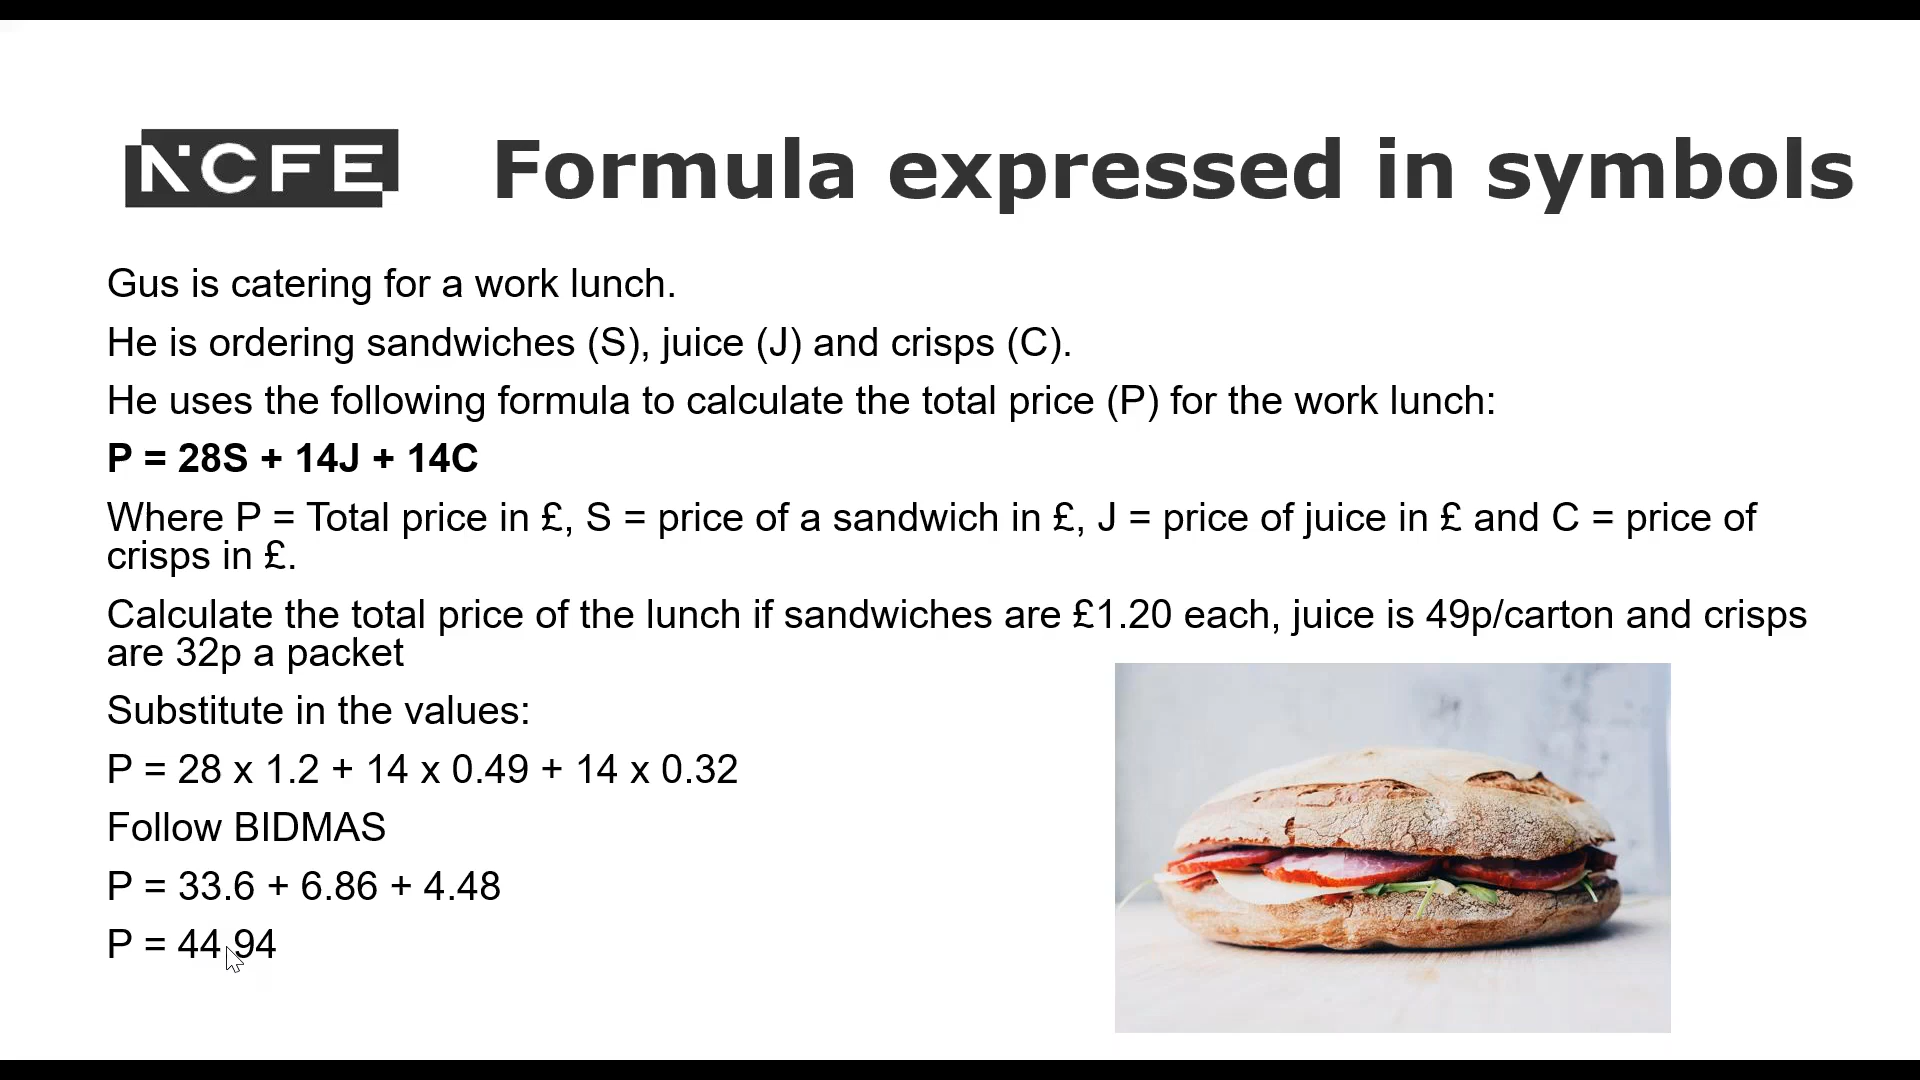 NCFE
Formula expressed in symbols
Gus is catering for a work lunch.
He is ordering sandwiches (S), juice (J) and crisps (C).
He uses the following formula to calculate the total price (P) for the work lunch:
P = 28S + 14J + 14C
Where P = Total price in £, S = price of a sandwich in £, J = price of juice in £ and C = price of
crisps in £.
Calculate the total price of the lunch if sandwiches are £1.20 each, juice is 49p/carton and crisps
are 32p a packet
Substitute in the values:
P = 28 x 1.2 + 14 x 0.49 + 14 x 0.32
Follow BIDMAS
P = 33.6 + 6.86 + 4.48
P = 44.94